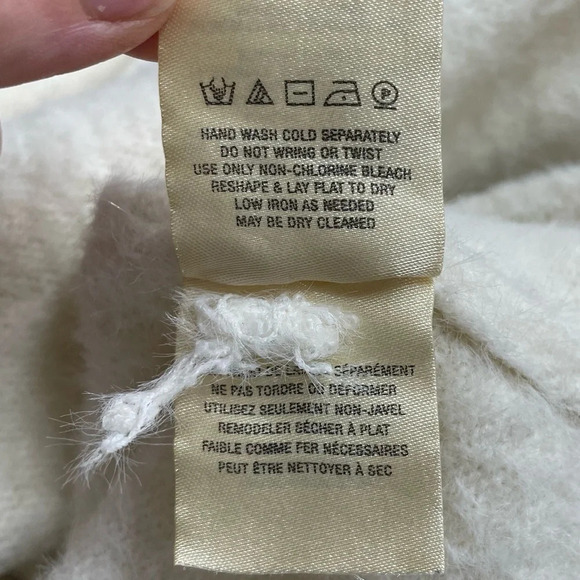 P
HAND WASH COLD SEPARATELY
DO NOT WRING OR TWIST
USE ONLY NON-CHLORINE BLEACH
RESHAPE & LAY FLAT TO DRY
LOW IRON AS NEEDED
MAY BE DRY CLEANED
SÉPARÉMENT
NE PAS TORDRE OU DÉFORMER
UTILISEZ SEULEMENT NON-JAVEL
REMODELER SÈCHER À PLAT
FAIBLE COMME FER NÉCESSAIRES
PEUT ÊTRE NETTOYER À SEC